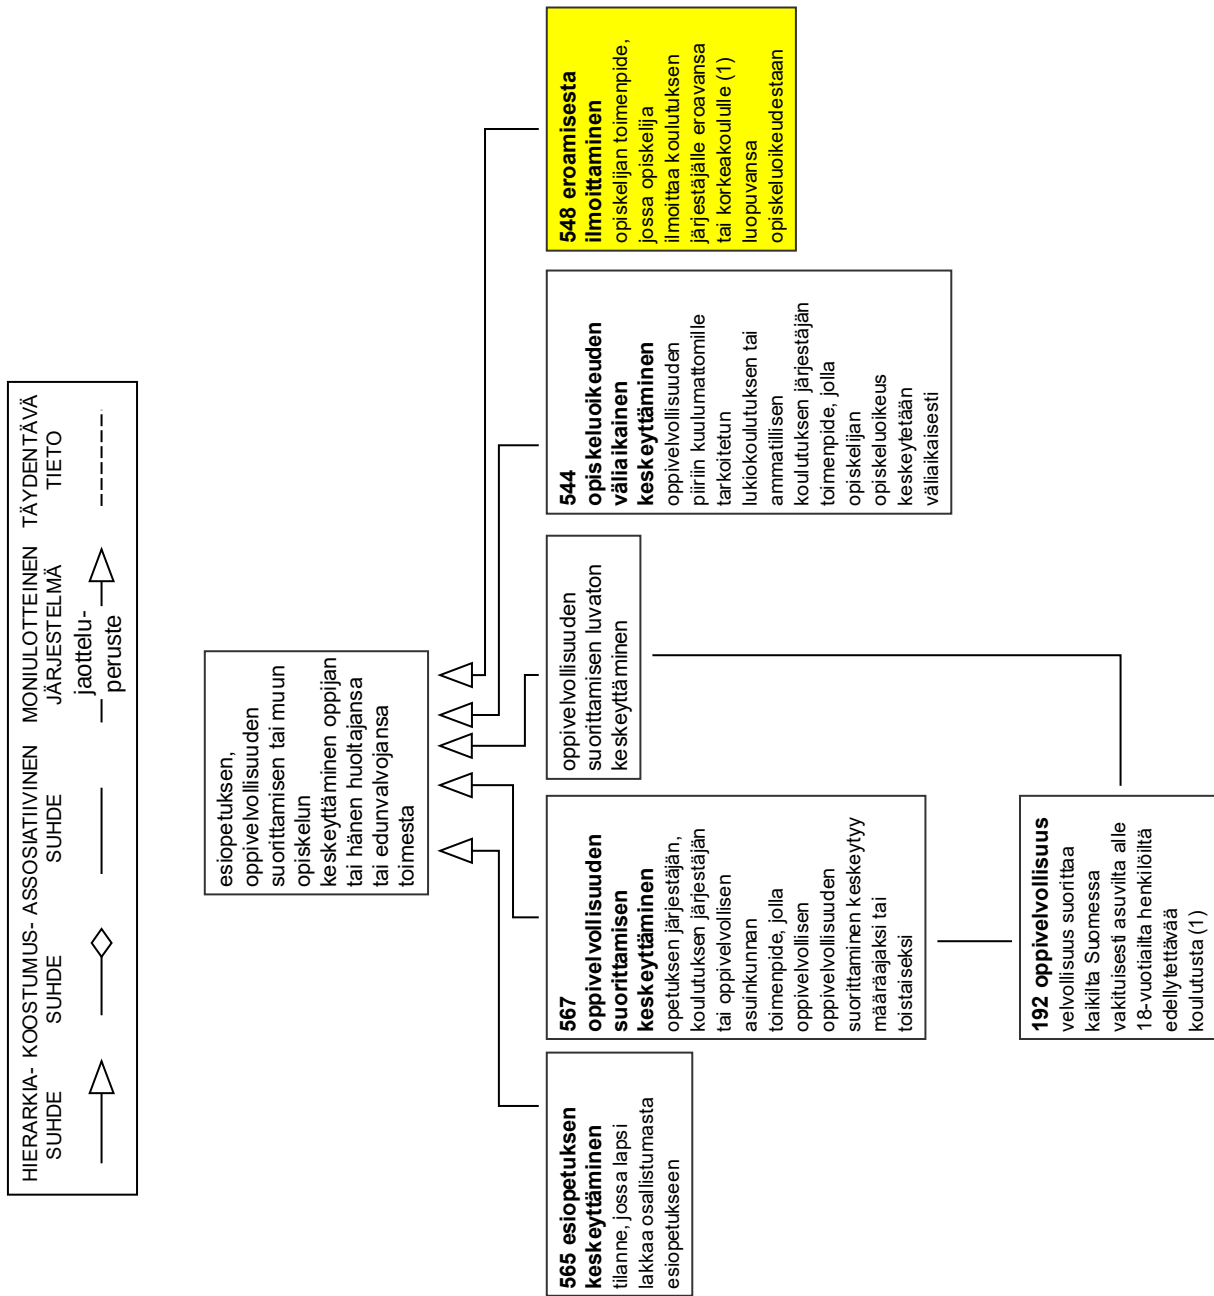 HIERARKIA-
SUHDE
KOOSTUMUS-
SUHDE
ASSOSIATIIVINEN
SUHDE
MONIULOTTEINEN
JÄRJESTELMÄ
jaottelu-
peruste
TÄYDENTÄVÄ
TIETO
esiopetuksen,
oppivelvollisuuden
suorittamisen tai muun
opiskelun
keskeyttäminen oppijan
tai hänen huoltajansa
tai edunvalvojansa
toimesta
565 esiopetuksen
keskeyttäminen
tilanne, jossa lapsi
lakkaa osallistumasta
esiopetukseen
567
oppivelvollisuuden
suorittamisen
keskeyttäminen
opetuksen järjestäjän,
koulutuksen järjestäjän
tai oppivelvollisen
asuinkunnan
toimenpide, jolla
oppivelvollisen
oppivelvollisuuden
suorittaminen keskeytyy
määräajaksi tai
toistaiseksi
oppivelvollisuuden
suorittamisen luvaton
keskeyttäminen
544
opiskeluoikeuden
väliaikainen
keskeyttäminen
oppivelvollisuuden
piiriin kuulumattomille
tarkoitetun
lukiokoulutuksen tai
ammatillisen
koulutuksen järjestäjän
toimenpide, jolla
opiskelijan
opiskeluoikeus
keskeytetään
väliaikaisesti
548 eroamisesta
ilmoittaminen
opiskelijan toimenpide,
jossa opiskelija
ilmoittaa koulutuksen
järjestäjälle eroavansa
tai korkeakoululle (1)
luopuvansa
opiskeluoikeudestaan
192 oppivelvollisuus
velvollisuus suorittaa
kaikilta Suomessa
vakituisesti asuvilta alle
18-vuotiailta henkilöiltä
edellytettävää
koulutusta (1)